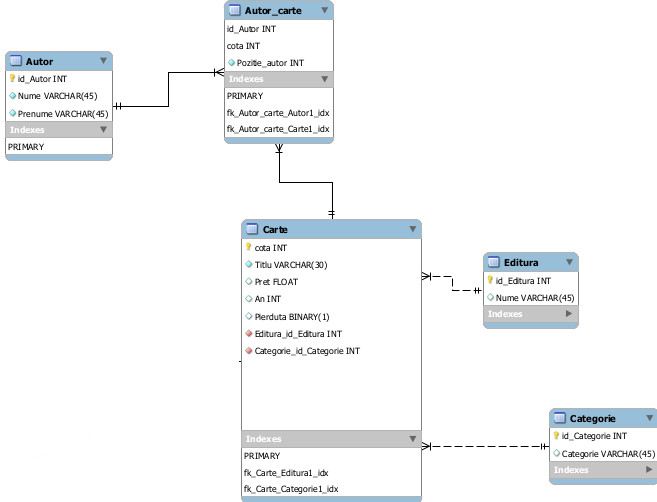 Autor
id_Autor INT
Nume VARCHAR(45)
Prenume VARCHAR(45)
Indexes
PRIMARY
Autor_carte
id_Autor INT
cota INT
Pozitie_autor INT
Indexes
PRIMARY
fk_Autor_carte_Autor1_idx
fk_Autor_carte_Carte1_idx
Carte
cota INT
Titlu VARCHAR(30)
Pret FLOAT
An INT
Pierduta BINARY(1)
Editura_id_Editura INT
Categorie_id_Categorie INT
Indexes
PRIMARY
fk_Carte_Editura1_idx
fk_Carte_Categorie1_idx
Editura
id_Editura INT
Nume VARCHAR(45)
Indexes
Categorie
id_Categorie INT
Categorie VARCHAR(45)
Indexes